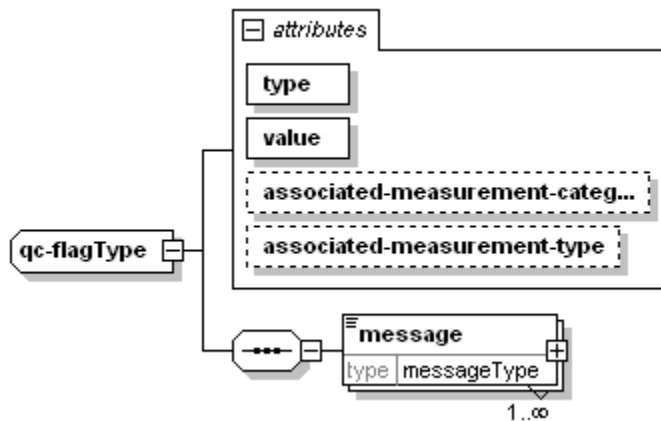 attributes
type
value
associated-measurement-categ...
associated-measurement-type
qc-flagType
message
type messageType
1..∞